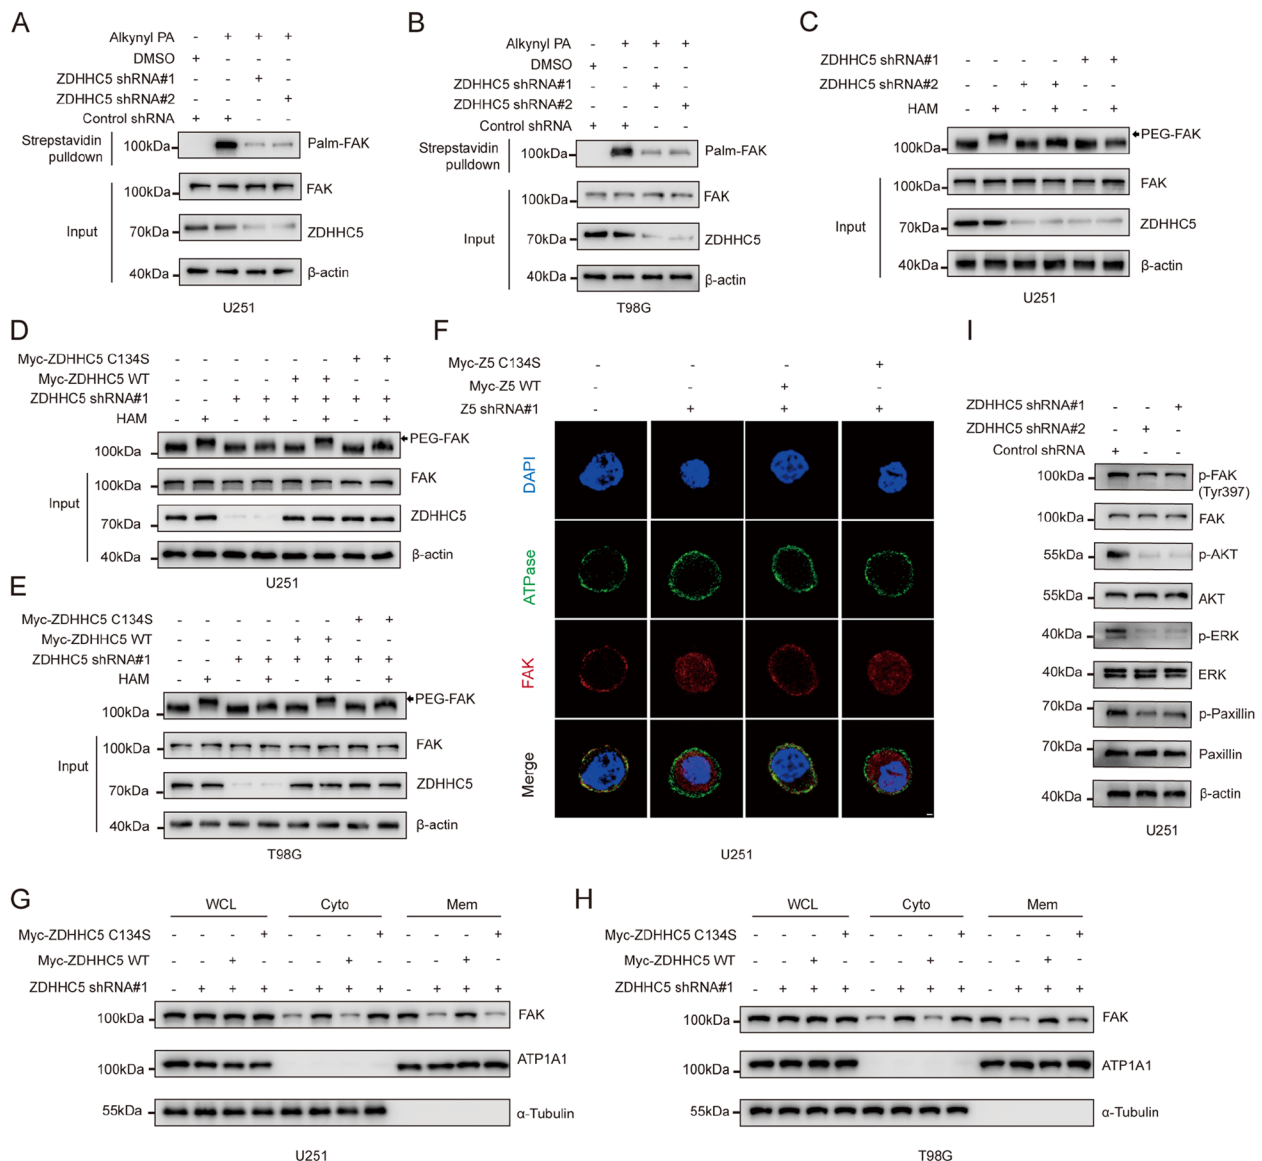 A
Alkynyl PA - + + +
DMSO + - - -
ZDHHC5 shRNA#1 - - + -
ZDHHC5 shRNA#2 - - - +
Control shRNA + + - -
Strepstavidin pulldown
100kDa
Palm-FAK
Input
100kDa
FAK
70kDa
ZDHHC5
40kDa
β-actin
U251
B
Alkynyl PA - + + +
DMSO + - - -
ZDHHC5 shRNA#1 - - + -
ZDHHC5 shRNA#2 - - - +
Control shRNA + + - -
Strepstavidin pulldown
100kDa
Palm-FAK
Input
100kDa
FAK
70kDa
ZDHHC5
40kDa
β-actin
T98G
C
ZDHHC5 shRNA#1 - - - - + +
ZDHHC5 shRNA#2 - - + + - -
HAM - + - + - +
100kDa
PEG-FAK
Input
100kDa
FAK
70kDa
ZDHHC5
40kDa
β-actin
U251
D
Myc-ZDHHC5 C134S - - - - - - + +
Myc-ZDHHC5 WT - - - - + + - -
ZDHHC5 shRNA#1 - - + + + + + +
HAM - + - + - + - +
100kDa
PEG-FAK
Input
100kDa
FAK
70kDa
ZDHHC5
40kDa
β-actin
U251
E
Myc-ZDHHC5 C134S - - - - - - + +
Myc-ZDHHC5 WT - - - - + + - -
ZDHHC5 shRNA#1 - - + + + + + +
HAM - + - + - + - +
100kDa
PEG-FAK
Input
100kDa
FAK
70kDa
ZDHHC5
40kDa
β-actin
T98G
F
Myc-Z5 C134S - - - +
Myc-Z5 WT - - + -
Z5 shRNA#1 - + + +
DAPI
ATPase
FAK
Merge
U251
I
ZDHHC5 shRNA#1 - - +
ZDHHC5 shRNA#2 - + -
Control shRNA + - -
100kDa
p-FAK
(Tyr397)
100kDa
FAK
55kDa
p-AKT
55kDa
AKT
40kDa
p-ERK
40kDa
ERK
70kDa
p-Paxillin
70kDa
Paxillin
40kDa
β-actin
U251
G
WCL Cyto Mem
Myc-ZDHHC5 C134S - - - + - - - + - - - +
Myc-ZDHHC5 WT - - + - - - + - - - + -
ZDHHC5 shRNA#1 - + + + - + + + - + + +
100kDa
FAK
100kDa
ATP1A1
55kDa
α-Tubulin
U251
H
WCL Cyto Mem
Myc-ZDHHC5 C134S - - - + - - - + - - - +
Myc-ZDHHC5 WT - - + - - - + - - - + -
ZDHHC5 shRNA#1 - + + + - + + + - + + +
100kDa
FAK
100kDa
ATP1A1
55kDa
α-Tubulin
T98G